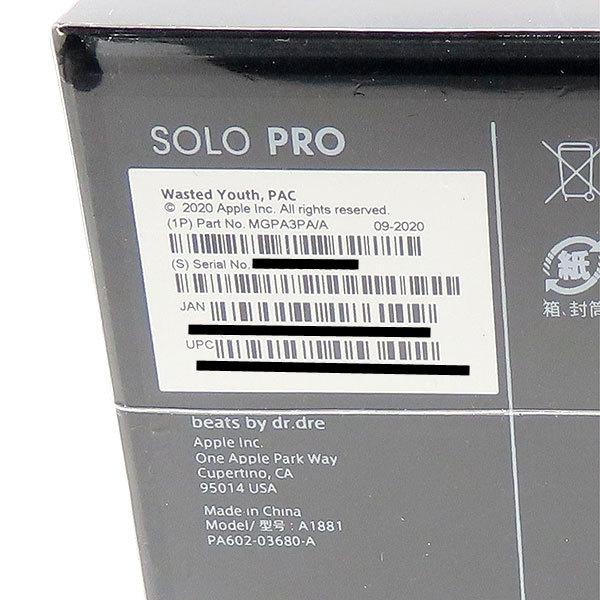 SOLO PRO
Wasted Youth, PAC
© 2020 Apple Inc. All rights reserved.
(1P) Part No. MGPA3PA/A 09-2020
(S) Serial No.
JAN
UPC
beats by dr.dre
Apple Inc.
One Apple Park Way
Cupertino, CA
95014 USA
Made in China
Model/ 型号 : A1881
PA602-03680-A
紙
箱、封筒